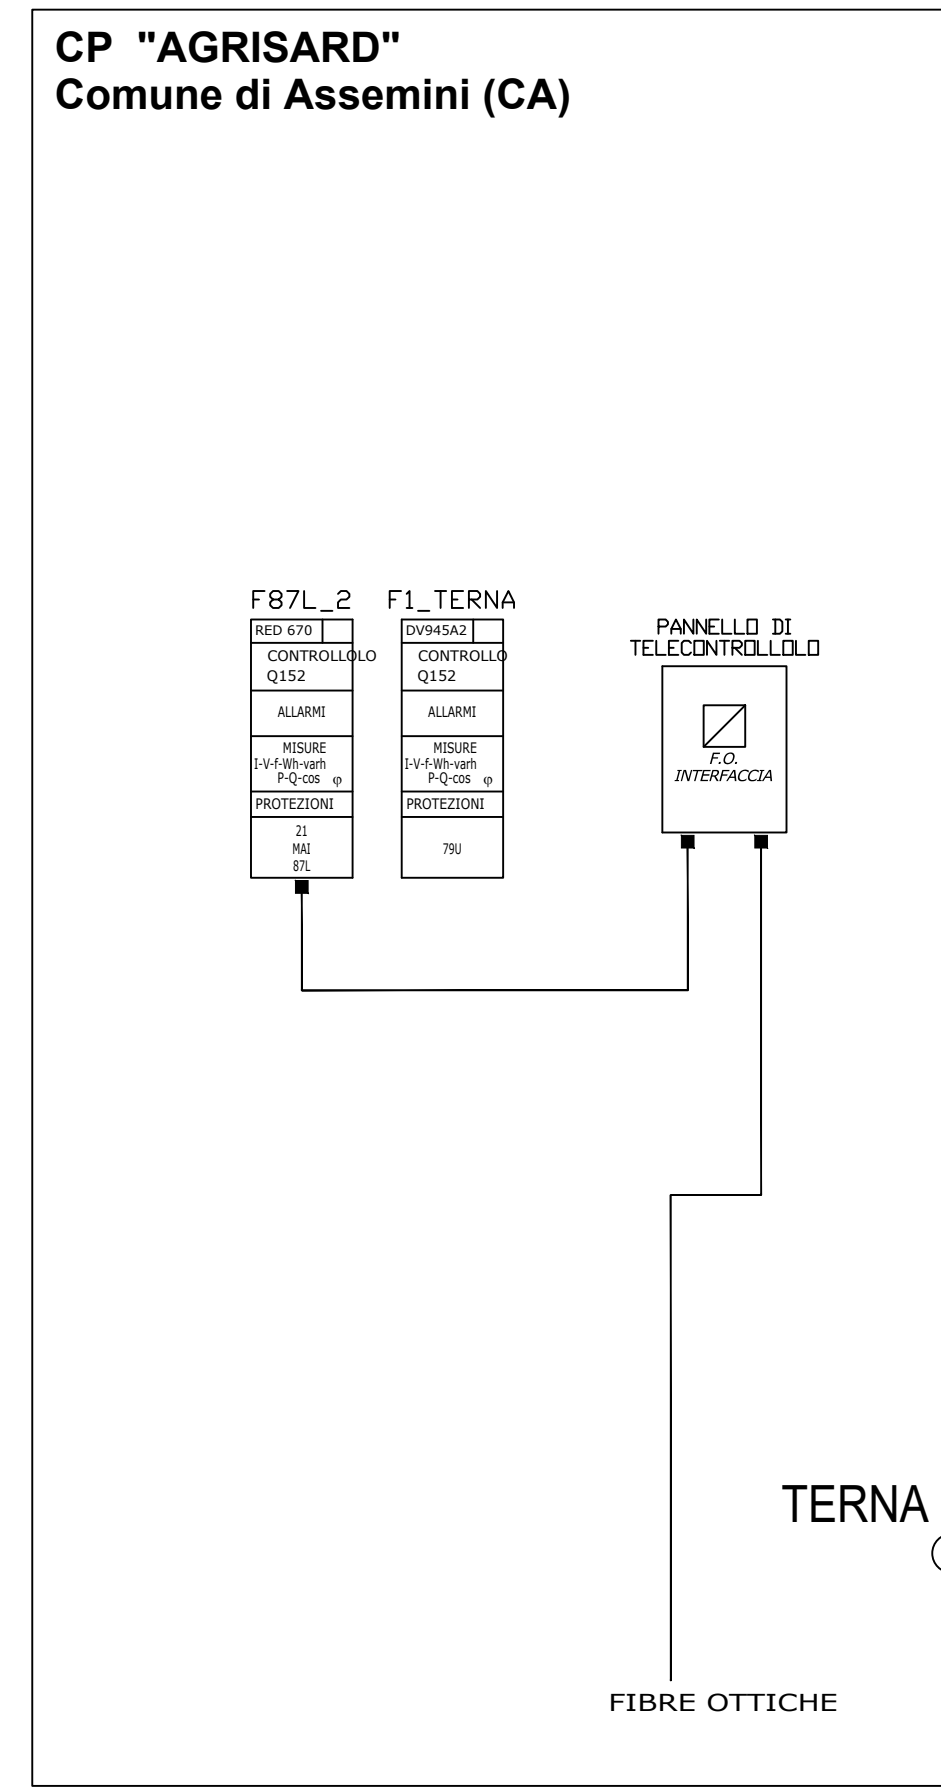 CP "AGRISARD"
Comune di Assemini (CA)
F87L_2
RED 670
CONTROLLOLO
Q152
ALLARMI
MISURE
I-V-f-Wh-varh
P-Q-cos φ
PROTEZIONI
21
MAI
87L
F1_TERNA
DV945A2
CONTROLLO
Q152
ALLARMI
MISURE
I-V-f-Wh-varh
P-Q-cos φ
PROTEZIONI
79U
PANNELLO DI
TELECONTROLLOLO
F.O.
INTERFACCIA
TERNA
FIBRE OTTICHE